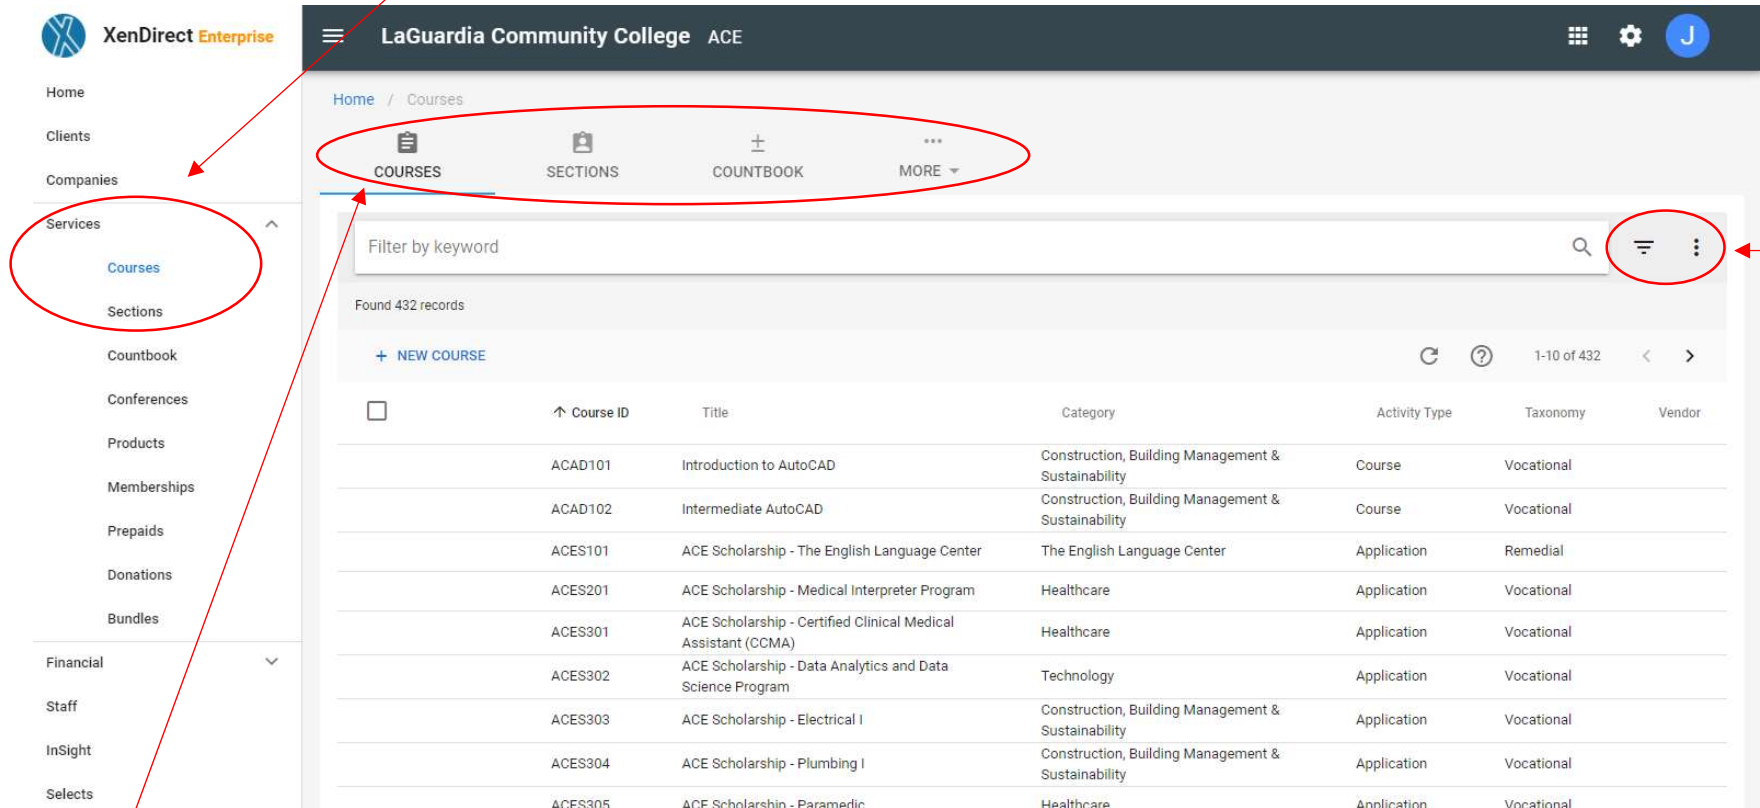 XenDirect Enterprise
LaGuardia Community College ACE
J
Home
Clients
Companies
Services
Courses
Sections
Countbook
Conferences
Products
Memberships
Prepaids
Donations
Bundles
Financial
Staff
InSight
Selects
Home / Courses
COURSES SECTIONS COUNTBOOK MORE
Filter by keyword
Found 432 records
+ NEW COURSE 1-10 of 432
Course ID Title Category Activity Type Taxonomy Vendor
ACAD101 Introduction to AutoCAD Construction, Building Management & Course Vocational
Sustainability
ACAD102 Intermediate AutoCAD Construction, Building Management & Course Vocational
Sustainability
ACES101 ACE Scholarship - The English Language Center The English Language Center Application Remedial
ACES201 ACE Scholarship - Medical Interpreter Program Healthcare Application Vocational
ACES301 ACE Scholarship - Certified Clinical Medical Healthcare Application Vocational
Assistant (CCMA)
ACES302 ACE Scholarship - Data Analytics and Data Technology Application Vocational
Science Program
ACES303 ACE Scholarship - Electrical I Construction, Building Management & Application Vocational
Sustainability
ACES304 ACE Scholarship - Plumbing I Construction, Building Management & Application Vocational
Sustainability
ACES305 ACE Scholarship - Paramedic Healthcare Application Vocational